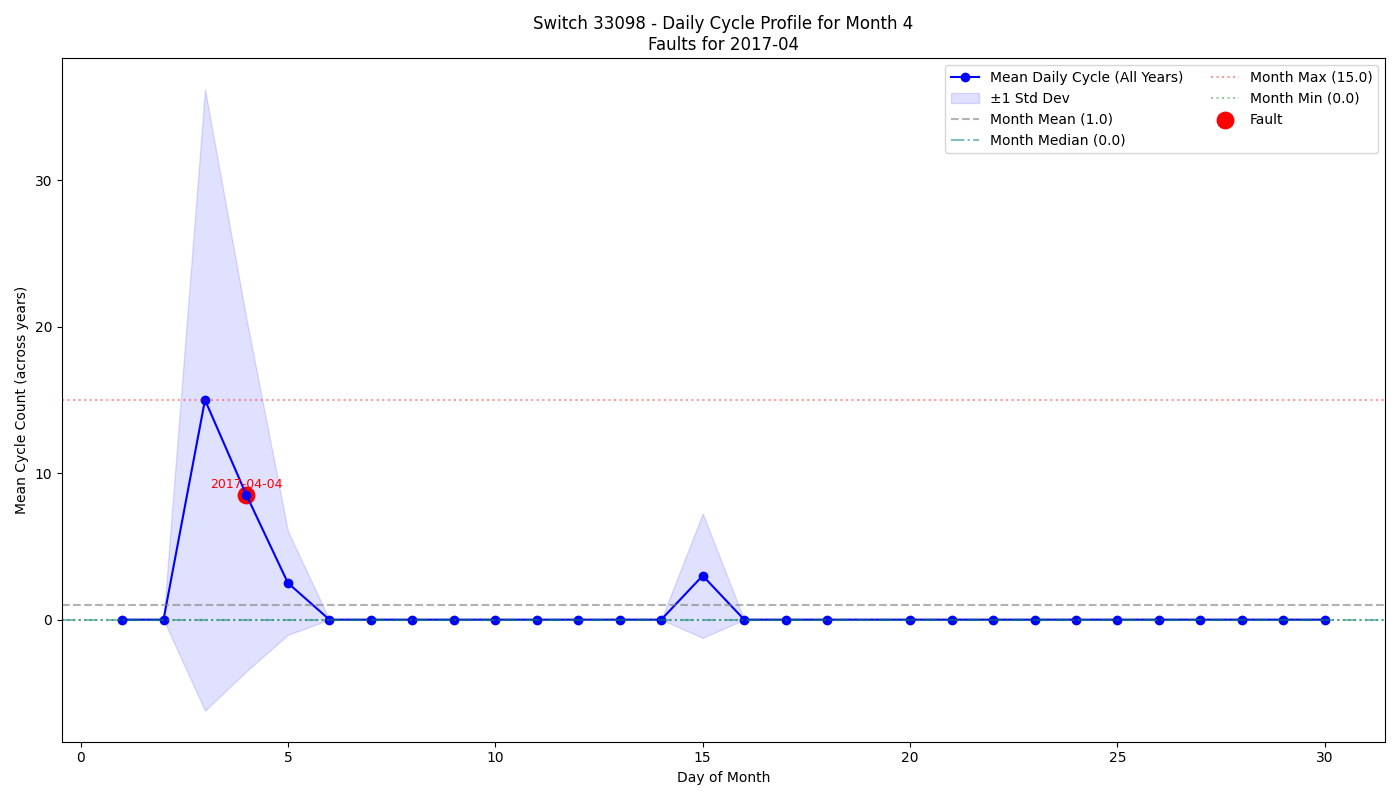 Switch 33098 - Daily Cycle Profile for Month 4
Faults for 2017-04
Mean Daily Cycle (All Years)
±1 Std Dev
Month Mean (1.0)
Month Median (0.0)
Month Max (15.0)
Month Min (0.0)
Fault
Mean Cycle Count (across years)
30
20
10
0
2017-04-04
0
5
10
15
20
25
30
Day of Month